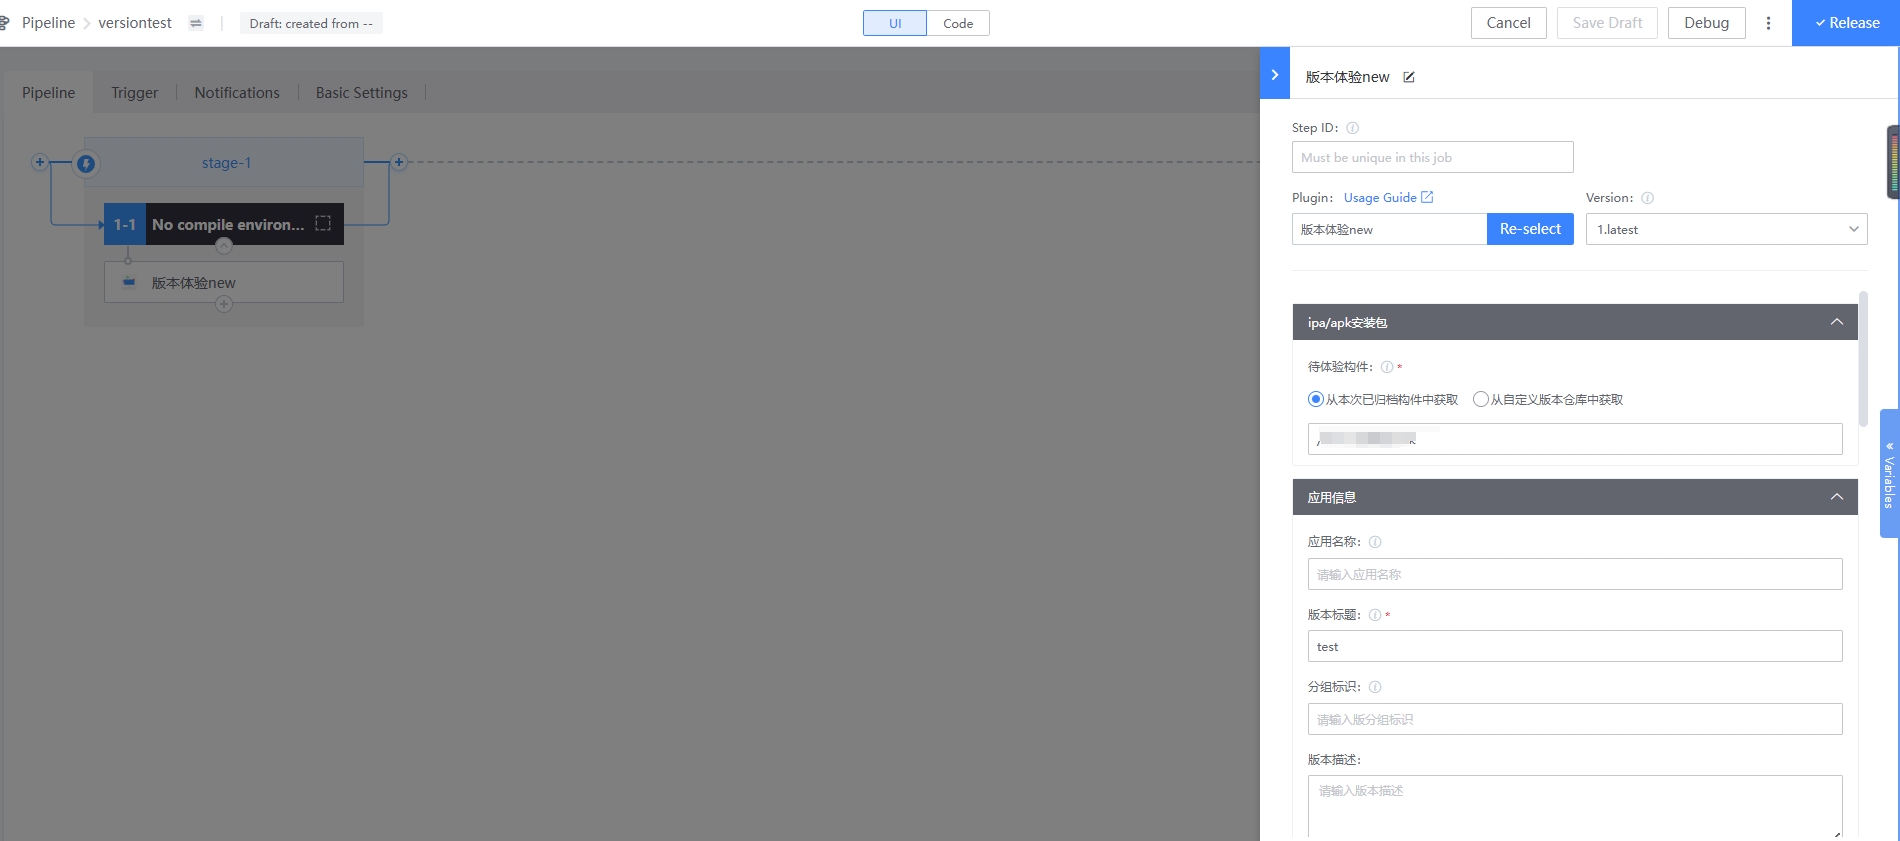 Pipeline
versiontest
Draft: created from --
UI
Code
Cancel
Save Draft
Debug
Release
Pipeline
Trigger
Notifications
Basic Settings
stage-1
1-1
No compile environ...
版本体验new
版本体验new
Step ID:
Must be unique in this job
Plugin:
Usage Guide
Version:
版本体验new
Re-select
1.latest
ipa/apk安装包
待体验构件: *
从本次已归档构件中获取
从自定义版本仓库中获取
应用信息
应用名称:
请输入应用名称
版本标题: *
test
分组标识:
请输入版分组标识
版本描述:
请输入版本描述
« Variables